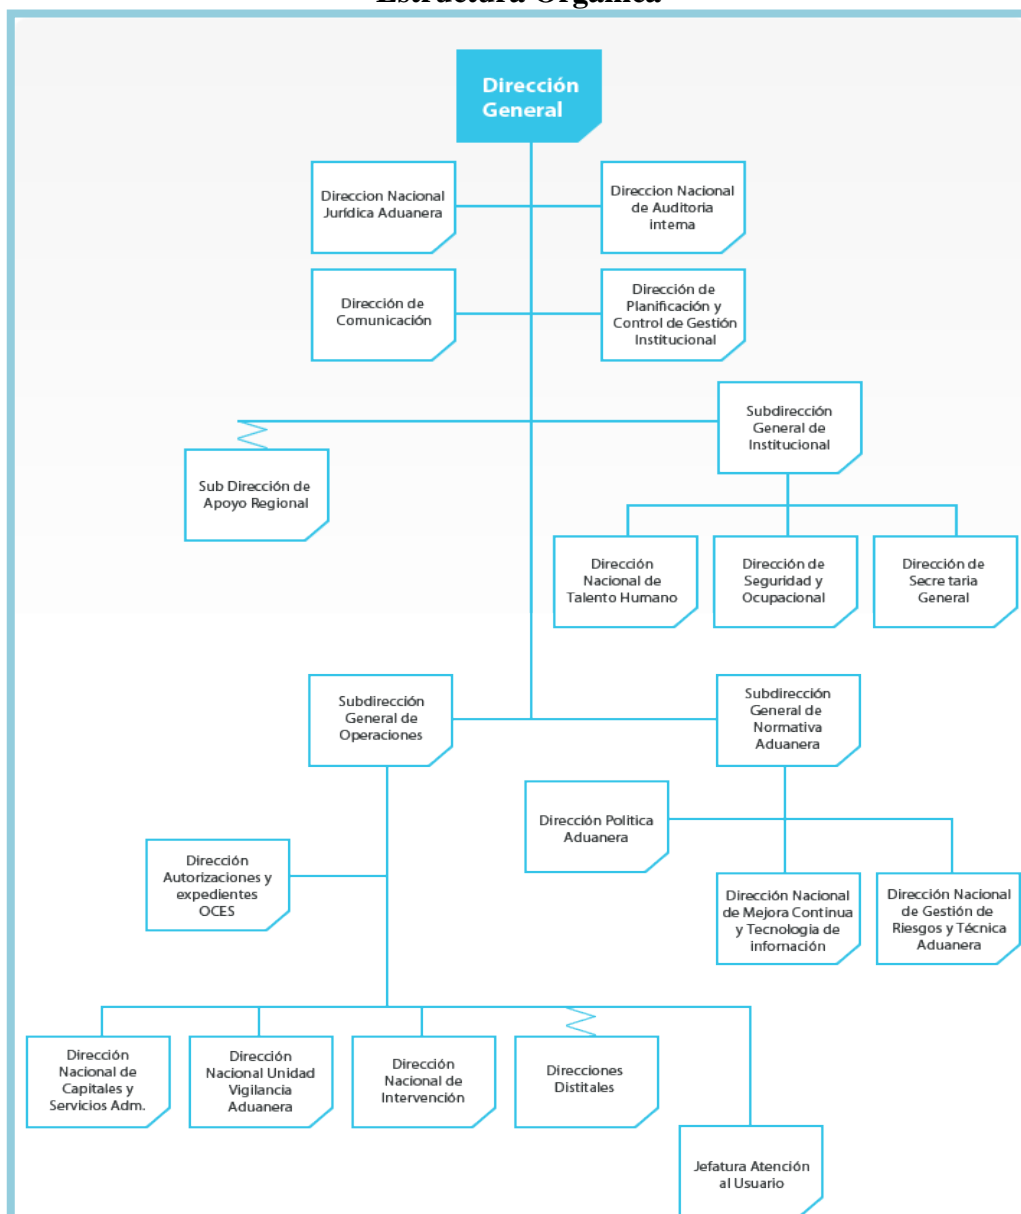 Estructura Orgánica
Dirección
General
Direccion Nacional
Jurídica Aduanera
Direccion Nacional
de Auditoria
interna
Dirección de
Comunicación
Dirección de
Planificación y
Control de Gestión
Institucional
Subdirección
General de
Institucional
Sub Dirección de
Apoyo Regional
Dirección
Nacional de
Talento Humano
Dirección de
Seguridad y
Ocupacional
Dirección de
Secretaria
General
Subdirección
General de
Operaciones
Subdirección
General de
Normativa
Aduanera
Dirección Politica
Aduanera
Dirección
Autorizaciones y
expedientes
OCES
Dirección Nacional
de Mejora Continua
y Tecnologia de
infornación
Dirección Nacional
de Gestión de
Riesgos y Técnica
Aduanera
Dirección
Nacional de
Capitales y
Servicios Adm.
Dirección
Nacional Unidad
Vigilancia
Aduanera
Dirección
Nacional de
Intervención
Direcciones
Distitales
Jefatura Atención
al Usuario